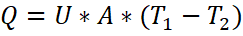 Q = U * A * (T₁ − T₂)